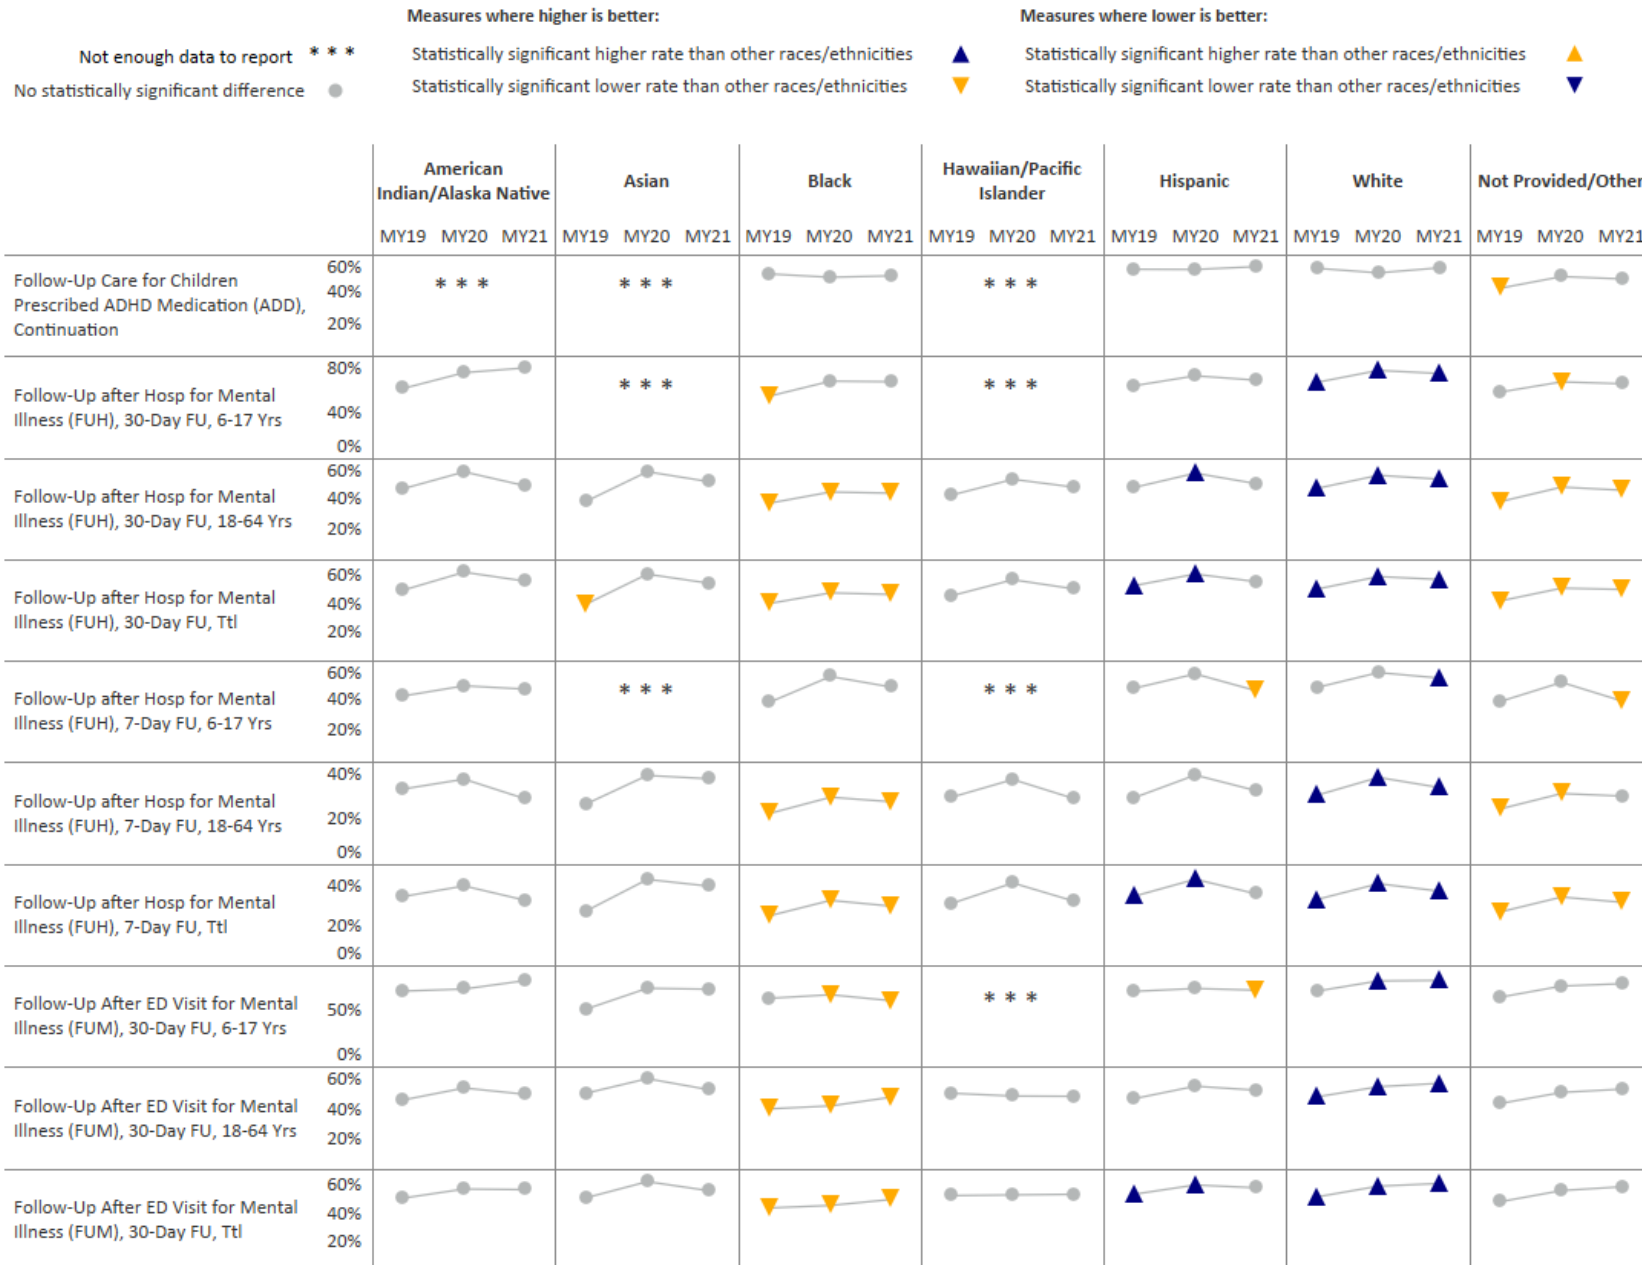 Measures where higher is better:
Measures where lower is better:
Not enough data to report * * *
Statistically significant higher rate than other races/ethnicities
Statistically significant higher rate than other races/ethnicities
No statistically significant difference
Statistically significant lower rate than other races/ethnicities
Statistically significant lower rate than other races/ethnicities
American Indian/Alaska Native
Asian
Black
Hawaiian/Pacific Islander
Hispanic
White
Not Provided/Other
MY19 MY20 MY21 MY19 MY20 MY21 MY19 MY20 MY21 MY19 MY20 MY21 MY19 MY20 MY21 MY19 MY20 MY21 MY19 MY20 MY21
Follow-Up Care for Children
Prescribed ADHD Medication (ADD),
Continuation
60%
40%
20%
* * *
* * *
* * *
Follow-Up after Hosp for Mental
Illness (FUH), 30-Day FU, 6-17 Yrs
80%
40%
0%
* * *
* * *
Follow-Up after Hosp for Mental
Illness (FUH), 30-Day FU, 18-64 Yrs
60%
40%
20%
Follow-Up after Hosp for Mental
Illness (FUH), 30-Day FU, Ttl
60%
40%
20%
Follow-Up after Hosp for Mental
Illness (FUH), 7-Day FU, 6-17 Yrs
60%
40%
20%
* * *
* * *
Follow-Up after Hosp for Mental
Illness (FUH), 7-Day FU, 18-64 Yrs
40%
20%
0%
Follow-Up after Hosp for Mental
Illness (FUH), 7-Day FU, Ttl
40%
20%
0%
Follow-Up After ED Visit for Mental
Illness (FUM), 30-Day FU, 6-17 Yrs
50%
0%
* * *
Follow-Up After ED Visit for Mental
Illness (FUM), 30-Day FU, 18-64 Yrs
60%
40%
20%
Follow-Up After ED Visit for Mental
Illness (FUM), 30-Day FU, Ttl
60%
40%
20%